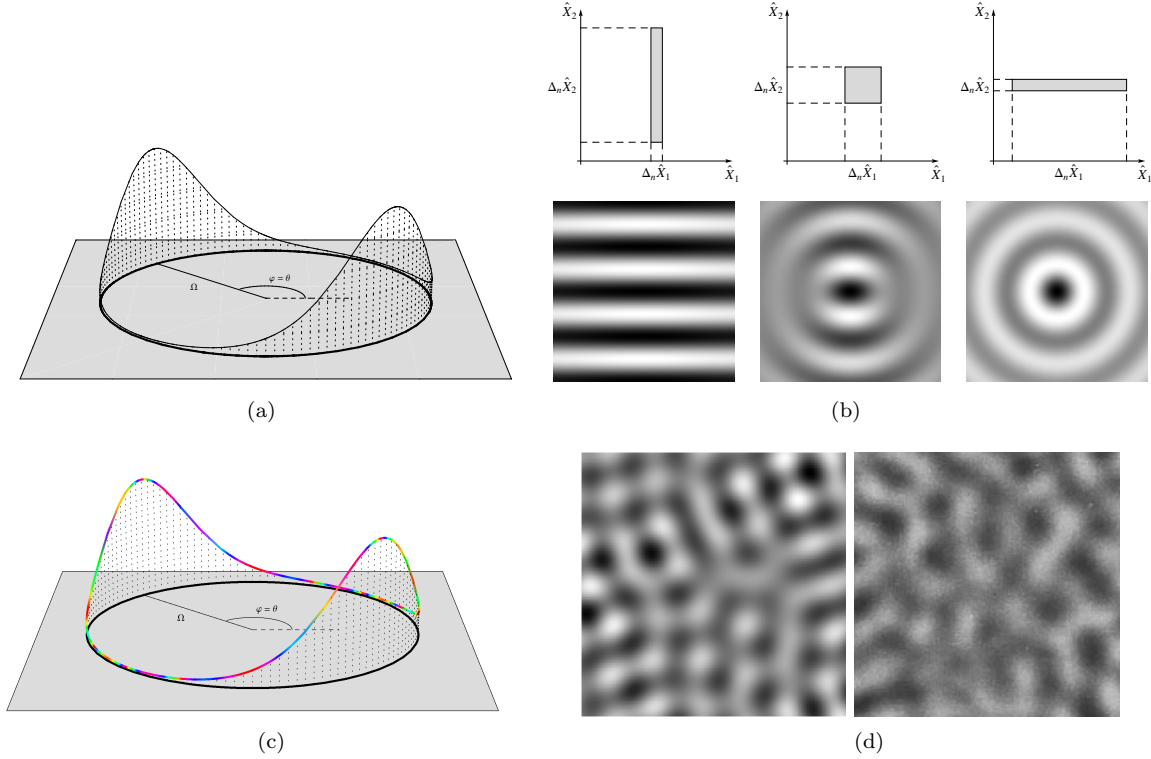 φ = θ
Ω
(a)
X̂₂
ΔₙX̂₂
ΔₙX̂₁
X̂₁
X̂₂
ΔₙX̂₂
ΔₙX̂₁
X̂₁
X̂₂
ΔₙX̂₂
ΔₙX̂₁
X̂₁
(b)
φ = θ
Ω
(c)
(d)